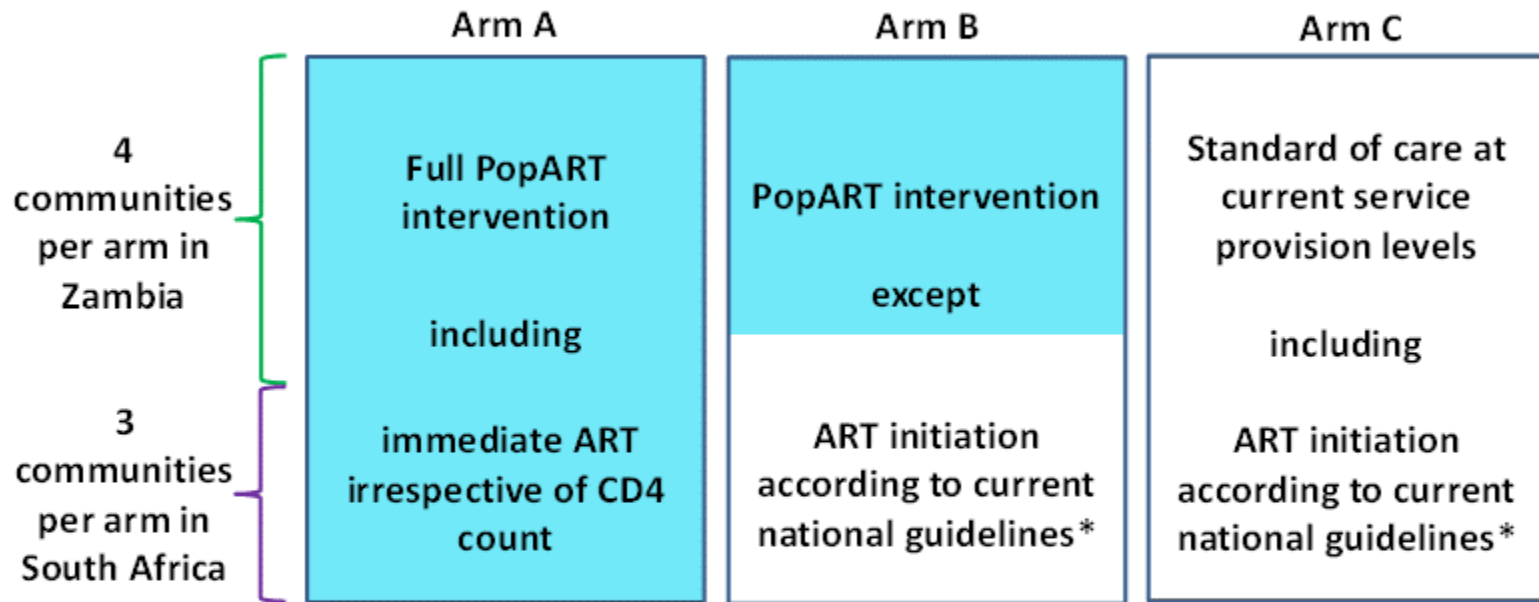 Arm A
Arm B
Arm C
4
communities
per arm in
Zambia
3
communities
per arm in
South Africa
Full PopART
intervention
including
immediate ART
irrespective of CD4
count
PopART intervention
except
ART initiation
according to current
national guidelines*
Standard of care at
current service
provision levels
including
ART initiation
according to current
national guidelines*